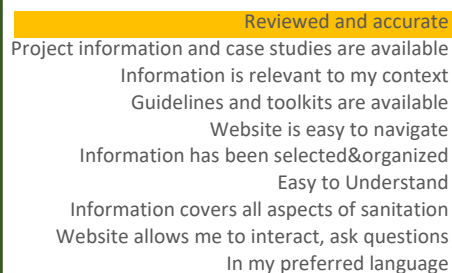 Reviewed and accurate
Project information and case studies are available
Information is relevant to my context
Guidelines and toolkits are available
Website is easy to navigate
Information has been selected&organized
Easy to Understand
Information covers all aspects of sanitation
Website allows me to interact, ask questions
In my preferred language